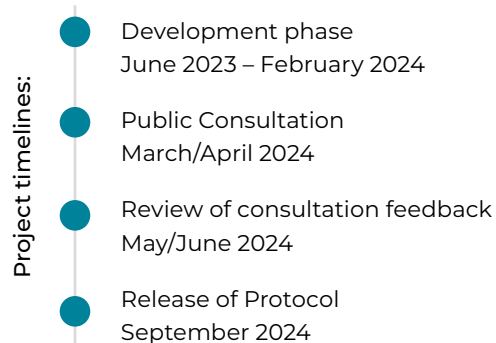 Project timelines:
Development phase
June 2023 – February 2024
Public Consultation
March/April 2024
Review of consultation feedback
May/June 2024
Release of Protocol
September 2024